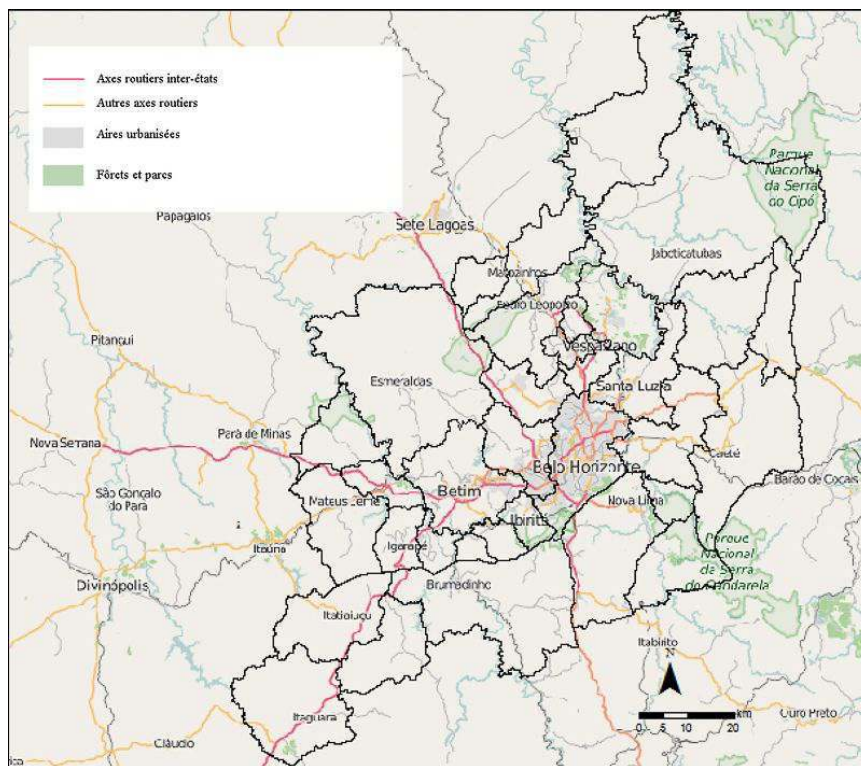 Axes routiers inter-états
Autres axes routiers
Aires urbanisées
Fôrets et parcs
Parque
Nacional
da Serra
do Cipó
Papagaios
Sete Lagoas
Jaboticatubas
Matozinhos
Pedro Leopoldo
Pitangui
Vespasiano
Esmeraldas
Santa Luzia
Nova Serrana
Pará de Minas
Caeté
Belo Horizonte
Barão de Cocais
São Gonçalo
do Pará
Betim
Mateus Leme
Nova Lima
Ibirité
Parque
Nacional
da Serra
do Gandarela
Itaúna
Igarapé
Divinópolis
Brumadinho
Itatiaiuçu
Itabirito
N
km
0 5 10 20
Itaguara
Ouro Preto
Cláucio